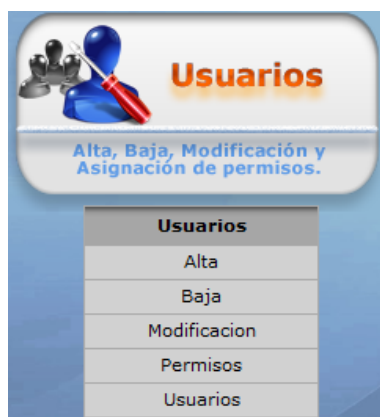 Usuarios
Alta, Baja, Modificación y
Asignación de permisos.
Usuarios
Alta
Baja
Modificacion
Permisos
Usuarios